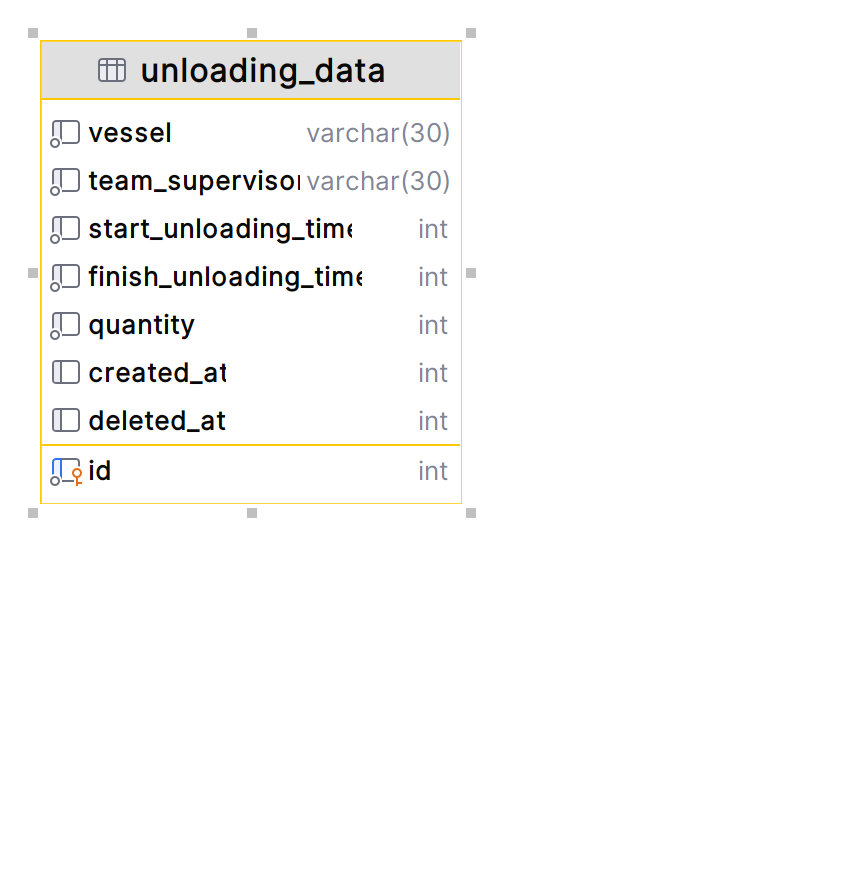 unloading_data
vessel varchar(30)
team_supervisor varchar(30)
start_unloading_time int
finish_unloading_time int
quantity int
created_at int
deleted_at int
id int